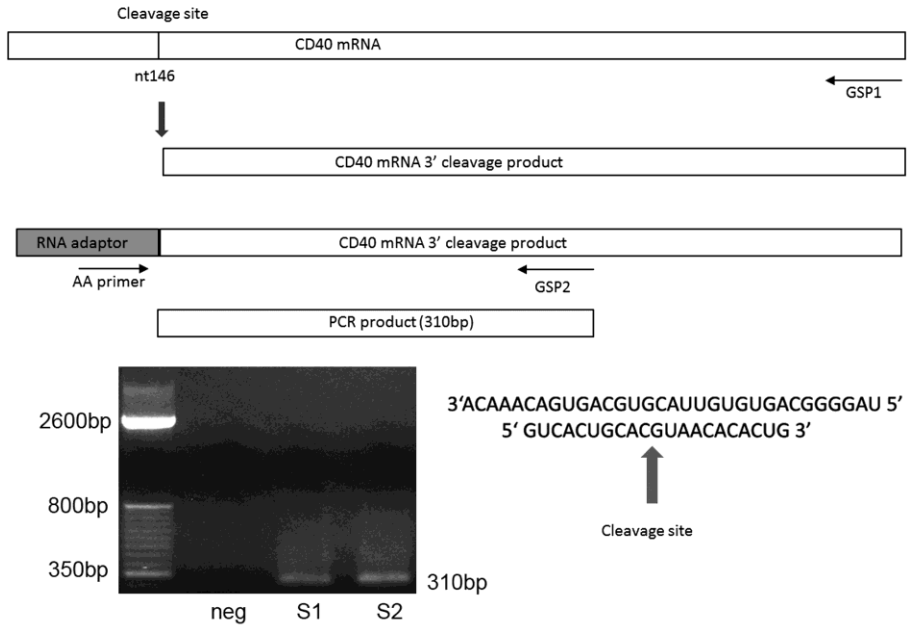 Cleavage site
CD40 mRNA
nt146
GSP1
CD40 mRNA 3’ cleavage product
RNA adaptor
CD40 mRNA 3’ cleavage product
AA primer
GSP2
PCR product (310bp)
2600bp
800bp
350bp
310bp
neg S1 S2
3‘ACAAACAGUGACGUGCAUUGUGUGACGGGGAU 5’
5‘ GUCACUGCACGUAACACACUG 3’
Cleavage site